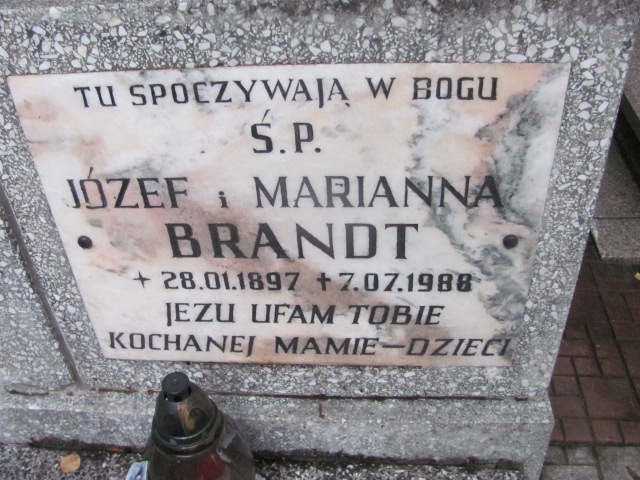 TU SPOCZYWAJĄ W BOGU
Ś.P.
JÓZEF i MARIANNA
BRANDT
+ 28.01.1897 + 7.07.1988
JEZU UFAM TOBIE
KOCHANEJ MAMIE – DZIECI